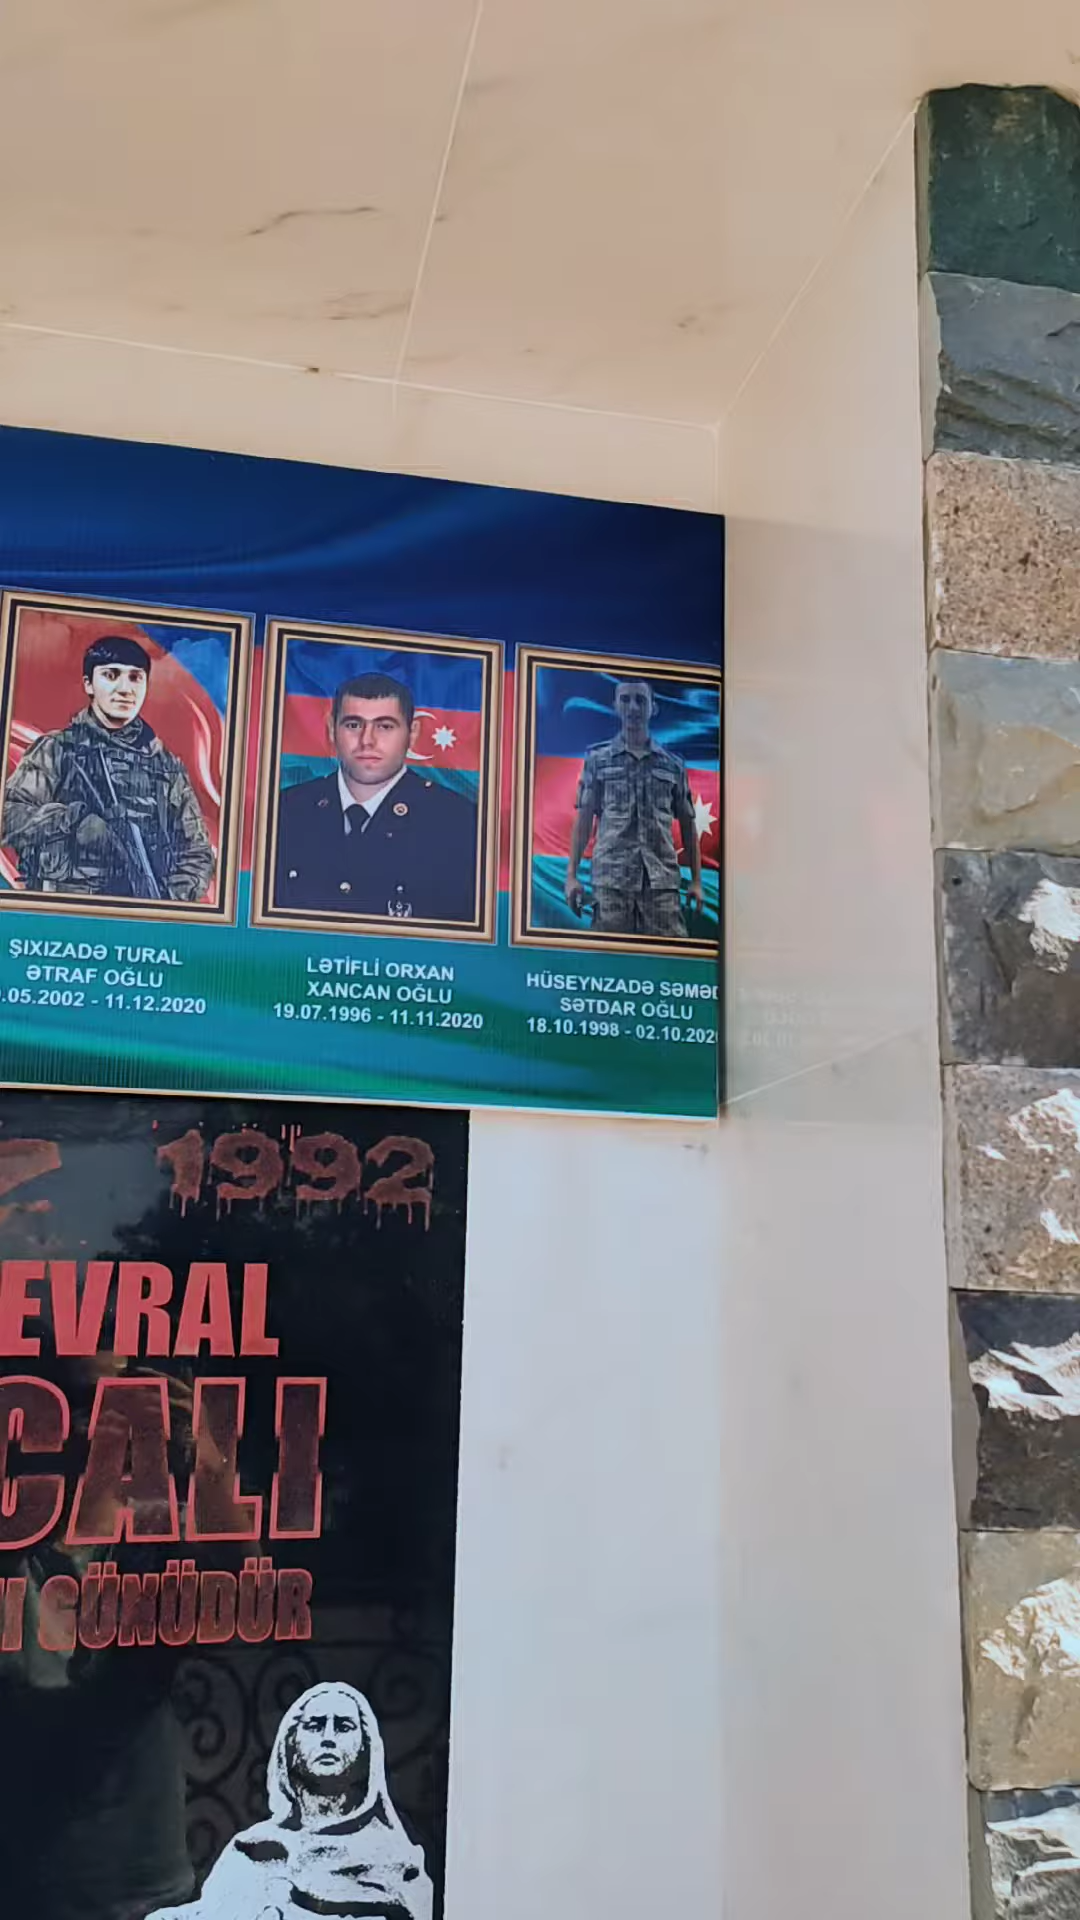 ŞIXIZADƏ TURAL
ƏTRAF OĞLU
.05.2002 - 11.12.2020
LƏTİFLİ ORXAN
XANCAN OĞLU
19.07.1996 - 11.11.2020
HÜSEYNZADƏ SƏMƏD
SƏTDAR OĞLU
18.10.1998 - 02.10.2020
1992
EVRAL
CALI
GÜNÜDÜR